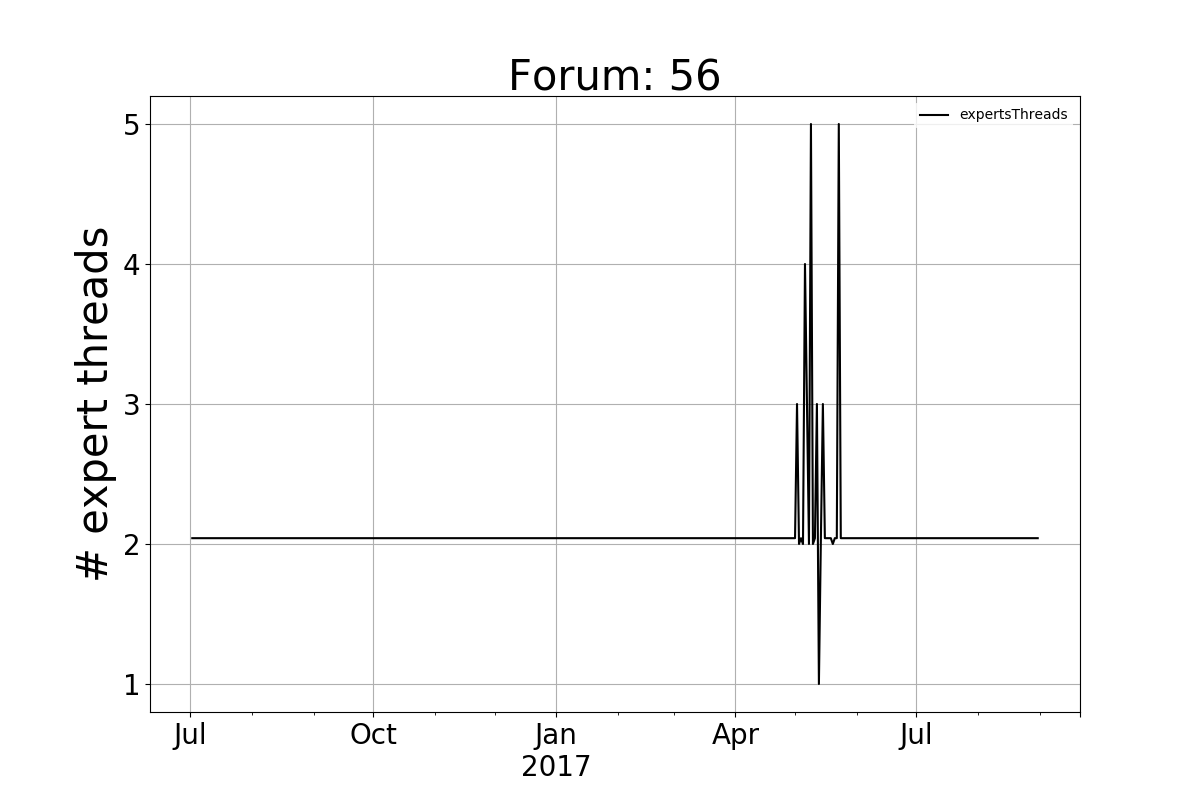 Forum: 56
expertsThreads
# expert threads
5
4
3
2
1
Jul
Oct
Jan
2017
Apr
Jul